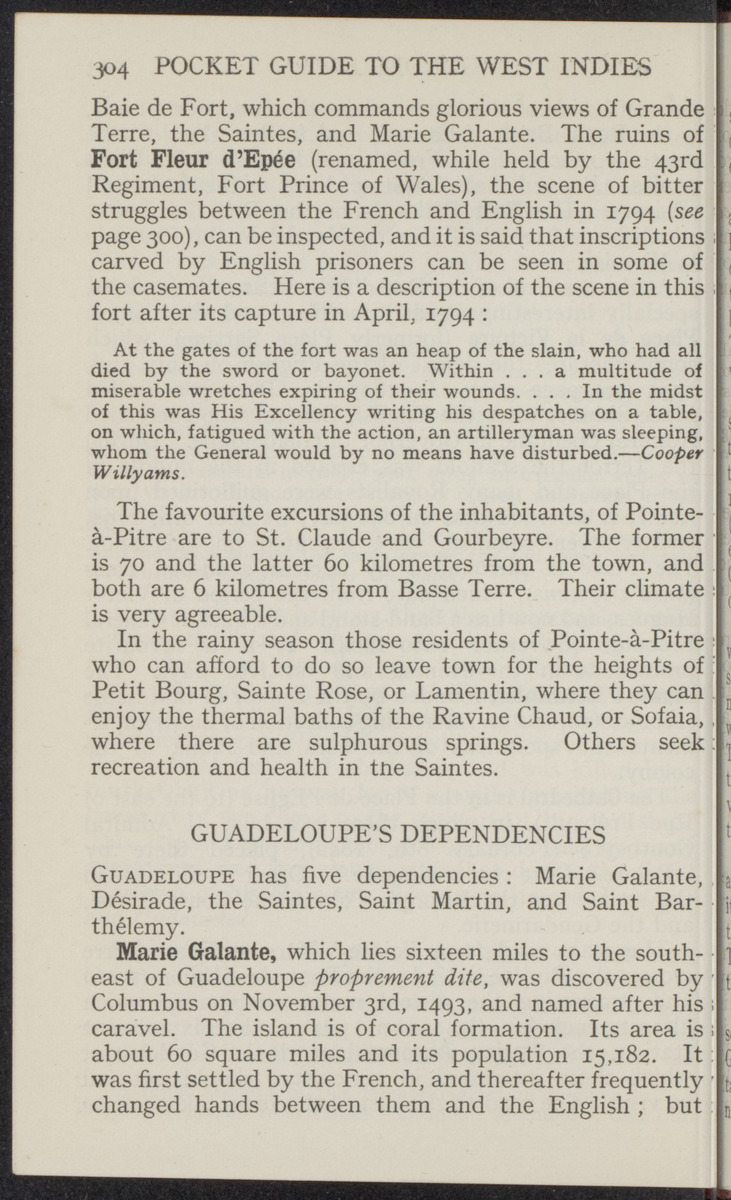 304 POCKET GUIDE TO THE WEST INDIES
Baie de Fort, which commands glorious views of Grande
Terre, the Saintes, and Marie Galante. The ruins of
Fort Fleur d'Epée (renamed, while held by the 43rd
Regiment, Fort Prince of Wales), the scene of bitter
struggles between the French and English in 1794 (see
page 300), can be inspected, and it is said that inscriptions
carved by English prisoners can be seen in some of
the casemates. Here is a description of the scene in this
fort after its capture in April, 1794 :
At the gates of the fort was an heap of the slain, who had all
died by the sword or bayonet. Within . . . a multitude of
miserable wretches expiring of their wounds. . . . In the midst
of this was His Excellency writing his despatches on a table,
on which, fatigued with the action, an artilleryman was sleeping,
whom the General would by no means have disturbed.—Cooper
Willyams.
The favourite excursions of the inhabitants, of Pointe-
à-Pitre are to St. Claude and Gourbeyre. The former
is 70 and the latter 60 kilometres from the town, and
both are 6 kilometres from Basse Terre. Their climate
is very agreeable.
In the rainy season those residents of Pointe-à-Pitre
who can afford to do so leave town for the heights of
Petit Bourg, Sainte Rose, or Lamentin, where they can
enjoy the thermal baths of the Ravine Chaud, or Sofaia,
where there are sulphurous springs. Others seek
recreation and health in the Saintes.
GUADELOUPE'S DEPENDENCIES
GUADELOUPE has five dependencies : Marie Galante,
Désirade, the Saintes, Saint Martin, and Saint Bar-
thélemy.
Marie Galante, which lies sixteen miles to the south-
east of Guadeloupe proprement dite, was discovered by
Columbus on November 3rd, 1493, and named after his
caravel. The island is of coral formation. Its area is
about 60 square miles and its population 15,182. It
was first settled by the French, and thereafter frequently
changed hands between them and the English ; but